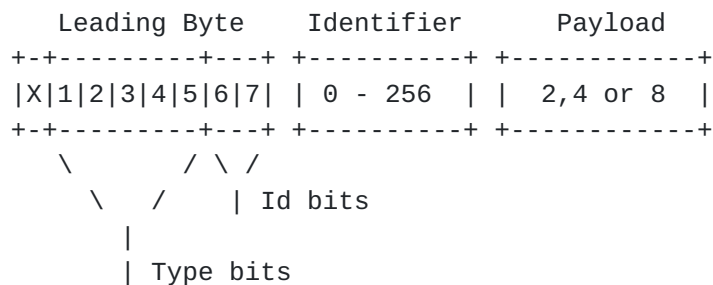 Leading Byte    Identifier      Payload
+-+---------+---+ +----------+ +------------+
|X|1|2|3|4|5|6|7| | 0 - 256  | |  2,4 or 8  |
+-+---------+---+ +----------+ +------------+
   \       / \ /
     \   /    | Id bits
       |
       | Type bits